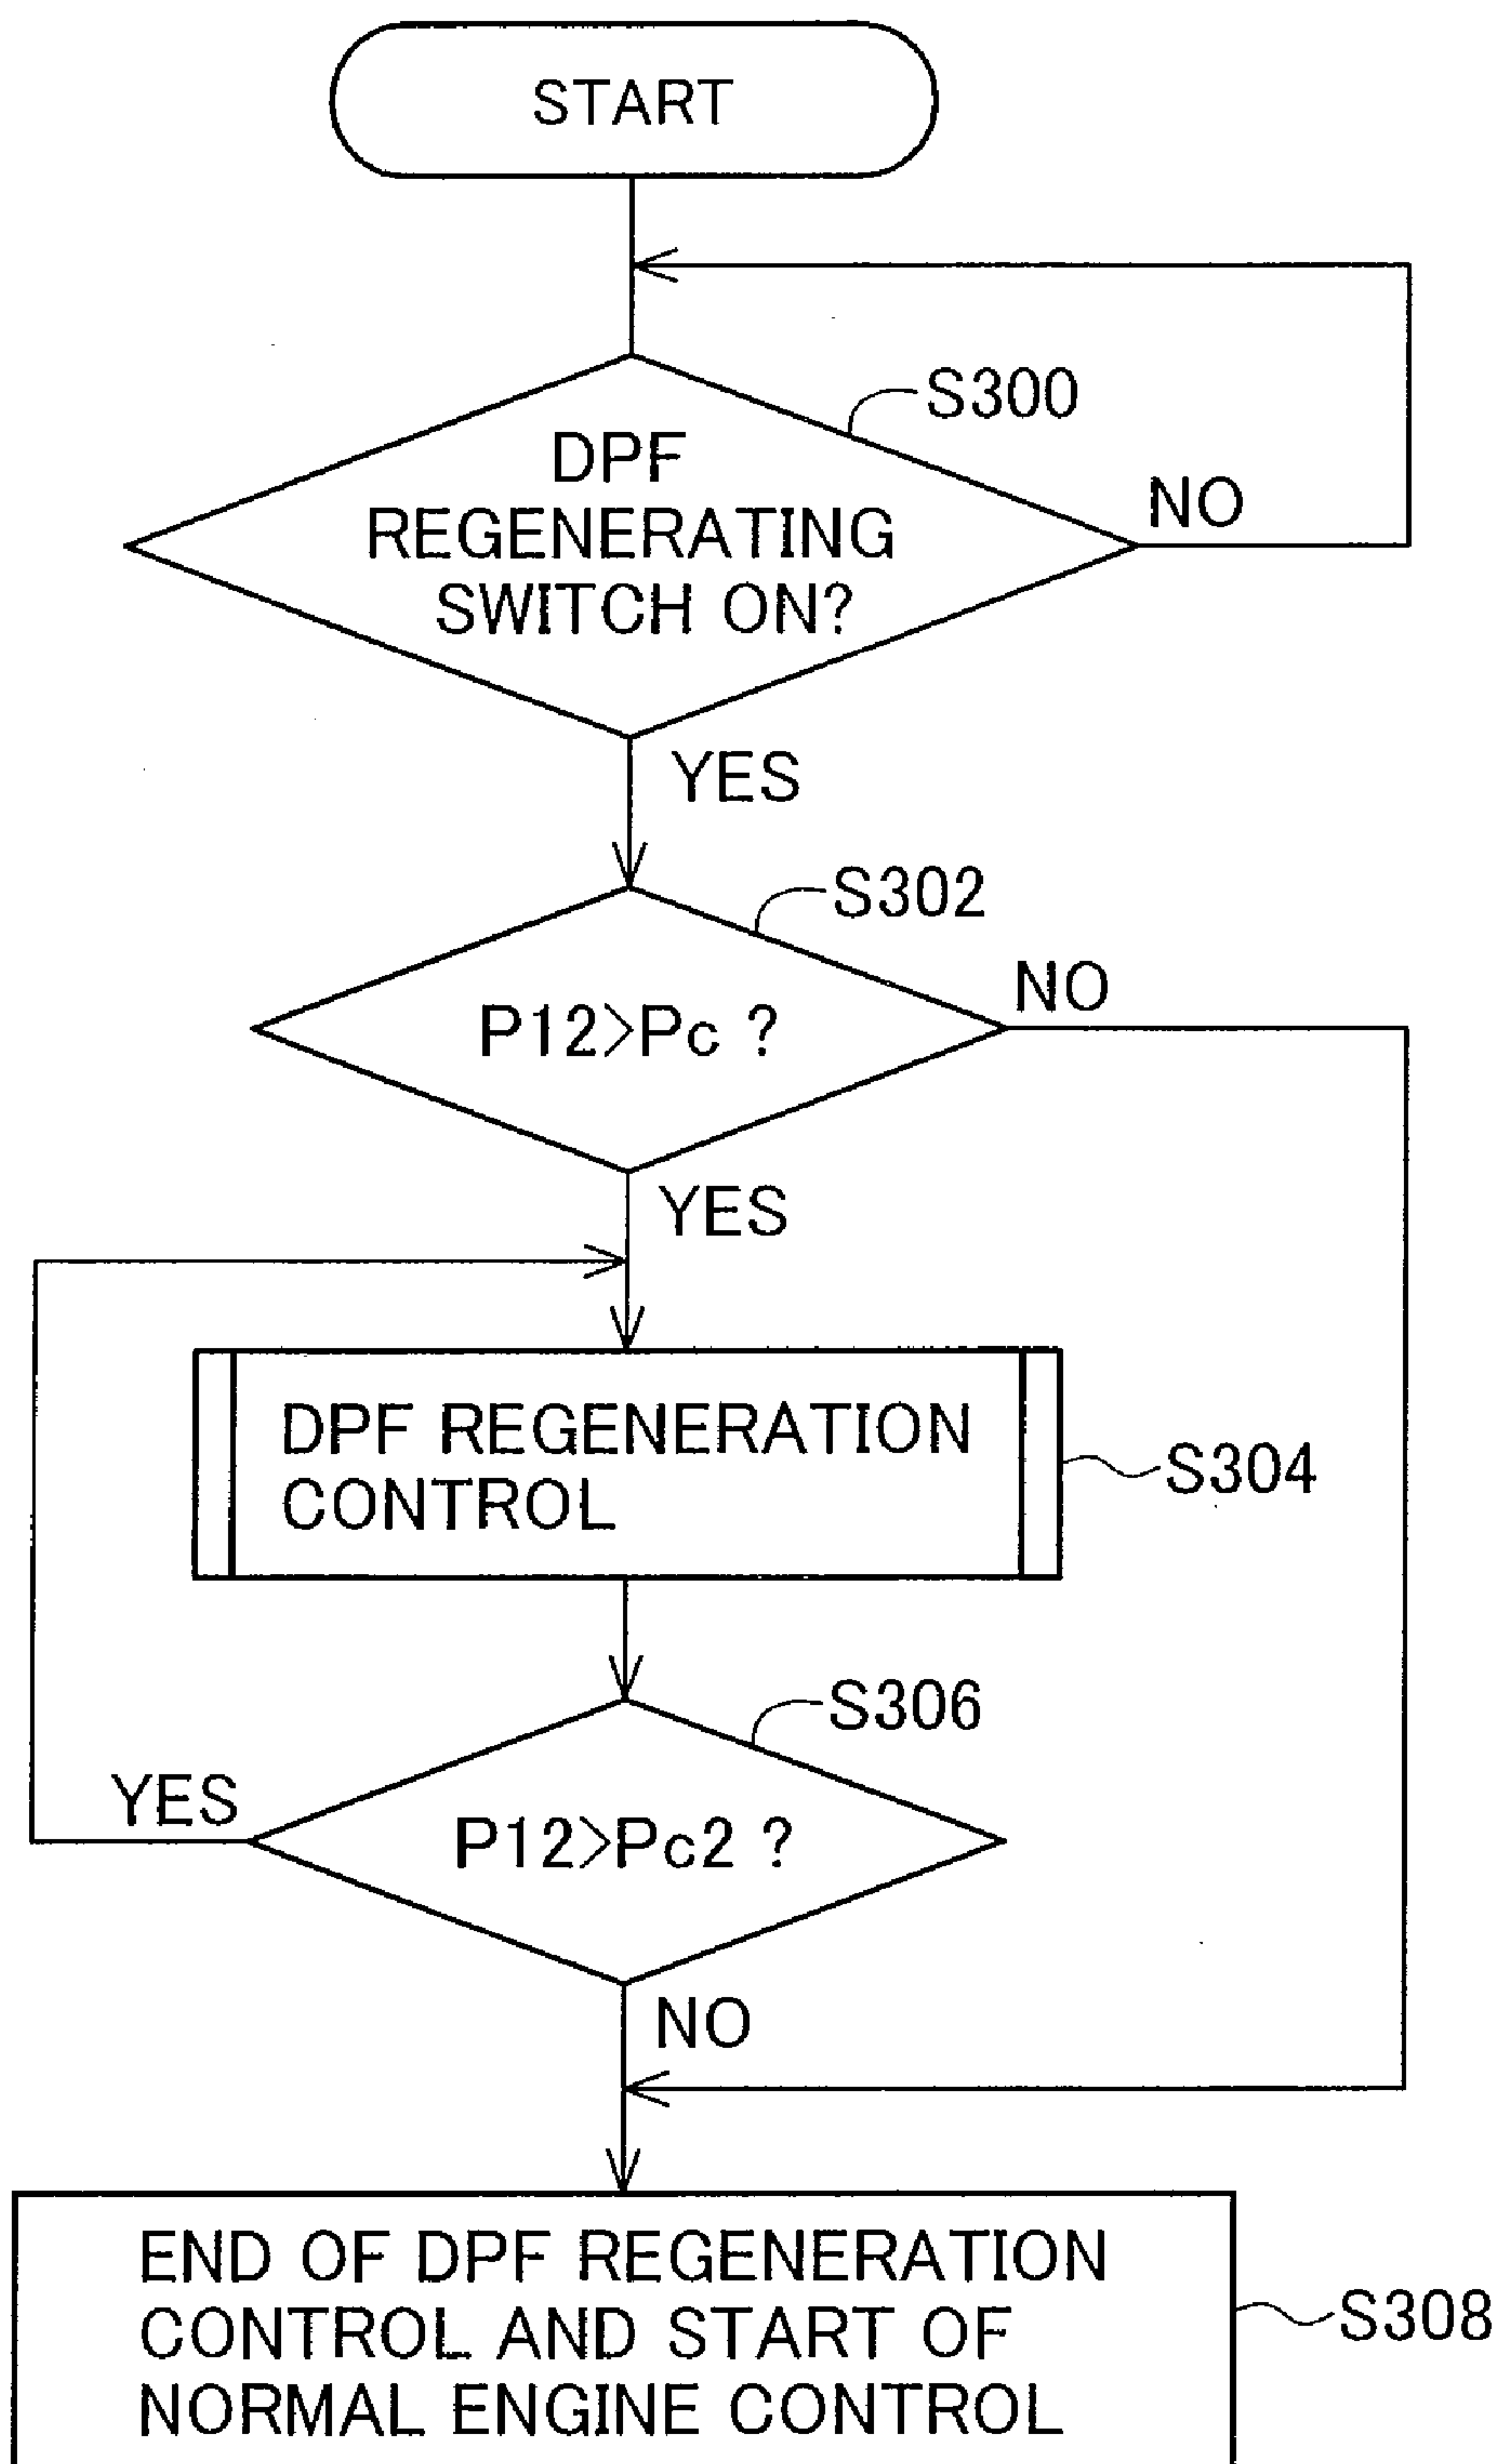 START
S300
DPF
REGENERATING
SWITCH ON?
NO
YES
S302
P12>Pc ?
NO
YES
DPF REGENERATION
CONTROL
S304
S306
YES
P12>Pc2 ?
NO
END OF DPF REGENERATION
CONTROL AND START OF
NORMAL ENGINE CONTROL
S308